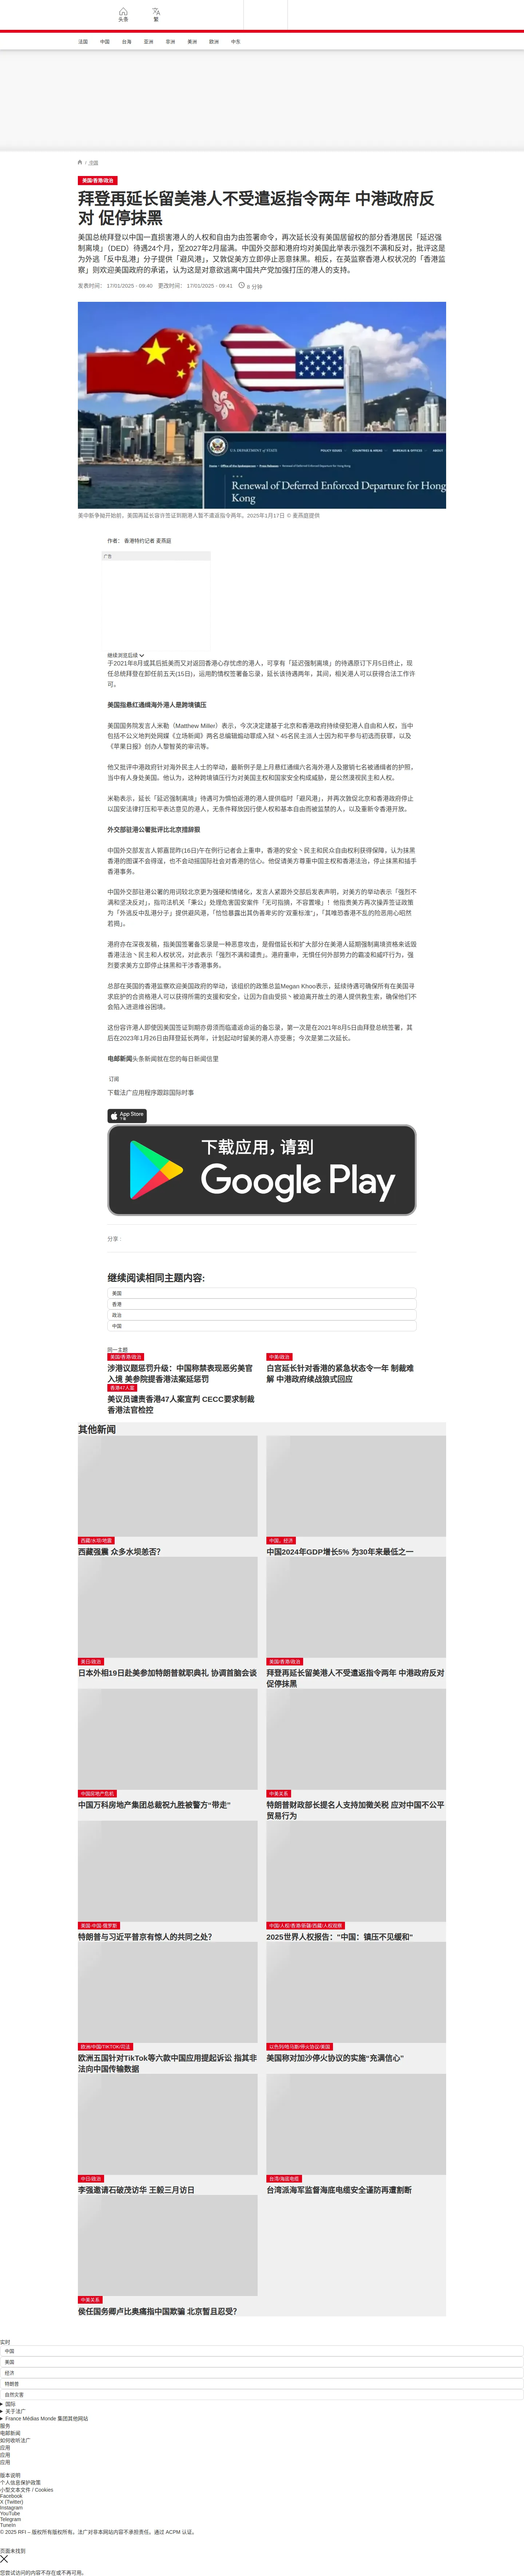 头条
繁
法国
中国
台海
亚洲
非洲
美洲
欧洲
中东
/ 中国
美国/香港/政治
拜登再延长留美港人不受遣返指令两年 中港政府反
对 促停抹黑
美国总统拜登以中国一直损害港人的人权和自由为由签署命令，再次延长没有美国居留权的部分香港居民「延迟强
制离境」（DED）待遇24个月，至2027年2月届满。中国外交部和港府均对美国此举表示强烈不满和反对，批评这是
为外逃「反中乱港」分子提供「避风港」，又敦促美方立即停止恶意抹黑。相反，在英监察香港人权状况的「香港监
察」则欢迎美国政府的承诺，认为这是对意欲逃离中国共产党加强打压的港人的支持。
发表时间： 17/01/2025 - 09:40 更改时间： 17/01/2025 - 09:41 8 分钟
U.S. DEPARTMENT OF STATE
POLICY ISSUES
COUNTRIES & AREAS
BUREAUS & OFFICES
ABOUT
Renewal of Deferred Enforced Departure for Hong Kong
美中新争拗开始前，美国再延长容许签证到期港人暂不遣返指令两年。2025年1月17日 © 麦燕庭提供
作者： 香港特约记者 麦燕庭
广告
继续浏览后续
于2021年8月或其后抵美而又对返回香港心存忧虑的港人，可享有「延迟强制离境」的待遇原订下月5日终止，现
任总统拜登在卸任前五天(15日)，运用酌情权签署备忘录，延长该待遇两年，其间，相关港人可以获得合法工作许
可。
美国指悬红通缉海外港人是跨境镇压
美国国务院发言人米勒（Matthew Miller）表示，今次决定建基于北京和香港政府持续侵犯港人自由和人权，当中
包括不公义地判处网媒《立场新闻》两名总编辑煽动罪成入狱丶45名民主派人士因为和平参与初选而获罪，以及
《苹果日报》创办人黎智英的审讯等。
他又批评中港政府针对海外民主人士的举动，最新例子是上月悬红通缉六名海外港人及撤销七名被通缉者的护照，
当中有人身处美国。他认为，这种跨境镇压行为对美国主权和国家安全构成威胁，是公然漠视民主和人权。
米勒表示，延长「延迟强制离境」待遇可为惧怕返港的港人提供临时「避风港」，并再次敦促北京和香港政府停止
以国安法律打压和平表达意见的港人，无条件释放因行使人权和基本自由而被监禁的人，以及重新令香港开放。
外交部驻港公署批评比北京措辞狠
中国外交部发言人郭嘉昆昨(16日)午在例行记者会上重申，香港的安全丶民主和民众自由权利获得保障，认为抹黑
香港的图谋不会得逞，也不会动摇国际社会对香港的信心。他促请美方尊重中国主权和香港法治，停止抹黑和插手
香港事务。
中国外交部驻港公署的用词较北京更为强硬和情绪化，发言人紧跟外交部后发表声明，对美方的举动表示「强烈不
满和坚决反对」，指司法机关「秉公」处理危害国安案件「无可指摘，不容置喙」！他指责美方再次操弄签证政策
为「外逃反中乱港分子」提供避风港，「恰恰暴露出其伪善卑劣的“双重标准”」，「其唯恐香港不乱的险恶用心昭然
若揭」。
港府亦在深夜发稿，指美国签署备忘录是一种恶意攻击，是假借延长和扩大部分在美港人延期强制离境资格来诋毁
香港法治丶民主和人权状况，对此表示「强烈不满和谴责」。港府重申，无惧任何外部势力的霸凌和威吓行为，强
烈要求美方立即停止抹黑和干涉香港事务。
总部在英国的香港监察欢迎美国政府的举动，该组织的政策总监Megan Khoo表示，延续待遇可确保所有在美国寻
求庇护的合资格港人可以获得所需的支援和安全，让因为自由受损丶被迫离开故土的港人提供救生索，确保他们不
会陷入进退维谷困境。
这份容许港人即使因美国签证到期亦毋须而临遣返命运的备忘录，第一次是在2021年8月5日由拜登总统签署，其
后在2023年1月26日由拜登延长两年，计划起动时留美的港人亦受惠；今次是第二次延长。
电邮新闻头条新闻就在您的每日新闻信里
订阅
下载法广应用程序跟踪国际时事
App Store
下载
下载应用，请到
Google Play
分享 :
继续阅读相同主题内容:
美国
香港
政治
中国
同一主题
美国/香港/政治
涉港议题惩罚升级：中国称禁表现恶劣美官
入境 美参院提香港法案延惩罚
中美/政治
白宫延长针对香港的紧急状态令一年 制裁难
解 中港政府续战狼式回应
香港47人案
美议员谴责香港47人案宣判 CECC要求制裁
香港法官检控
其他新闻
西藏/水坝/地震
西藏强震 众多水坝恙否？
中国、经济
中国2024年GDP增长5% 为30年来最低之一
美日/政治
日本外相19日赴美参加特朗普就职典礼 协调首脑会谈
美国/香港/政治
拜登再延长留美港人不受遣返指令两年 中港政府反对
促停抹黑
中国房地产危机
中国万科房地产集团总裁祝九胜被警方“带走”
中美关系
特朗普财政部长提名人支持加徵关税 应对中国不公平
贸易行为
美国-中国-俄罗斯
特朗普与习近平普京有惊人的共同之处？
中国/人权/香港/新疆/西藏/人权观察
2025世界人权报告："中国：镇压不见缓和"
欧洲/中国/TIKTOK/司法
欧洲五国针对TikTok等六款中国应用提起诉讼 指其非
法向中国传输数据
以色列/哈马斯/停火协议/美国
美国称对加沙停火协议的实施“充满信心”
中日/政治
李强邀请石破茂访华 王毅三月访日
台湾/海底电缆
台湾派海军监督海底电缆安全谨防再遭割断
中美关系
侯任国务卿卢比奥痛指中国欺骗 北京暂且忍受？
实时
中国
美国
经济
特朗普
自然灾害
国际
关于法广
France Médias Monde 集团其他网站
服务
电邮新闻
如何收听法广
应用
应用
应用
版本说明
个人信息保护政策
小型文本文件 / Cookies
Facebook
X (Twitter)
Instagram
YouTube
Telegram
TuneIn
© 2025 RFI – 版权所有版权所有。法广对非本网站内容不承担责任。通过 ACPM 认证。
页面未找到
您尝试访问的内容不存在或不再可用。